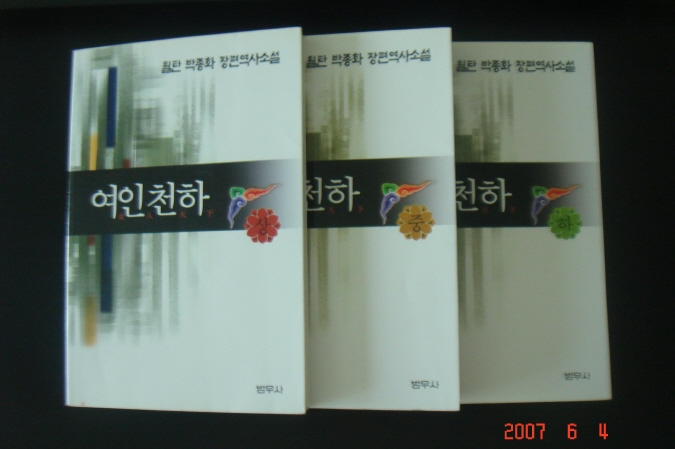 월탄 박종화 장편역사소설
여인천하
상
범우사
월탄 박종화 장편역사소설
천하
중
범우사
월탄 박종화 장편역사소설
천하
하
범우사
2007 6 4